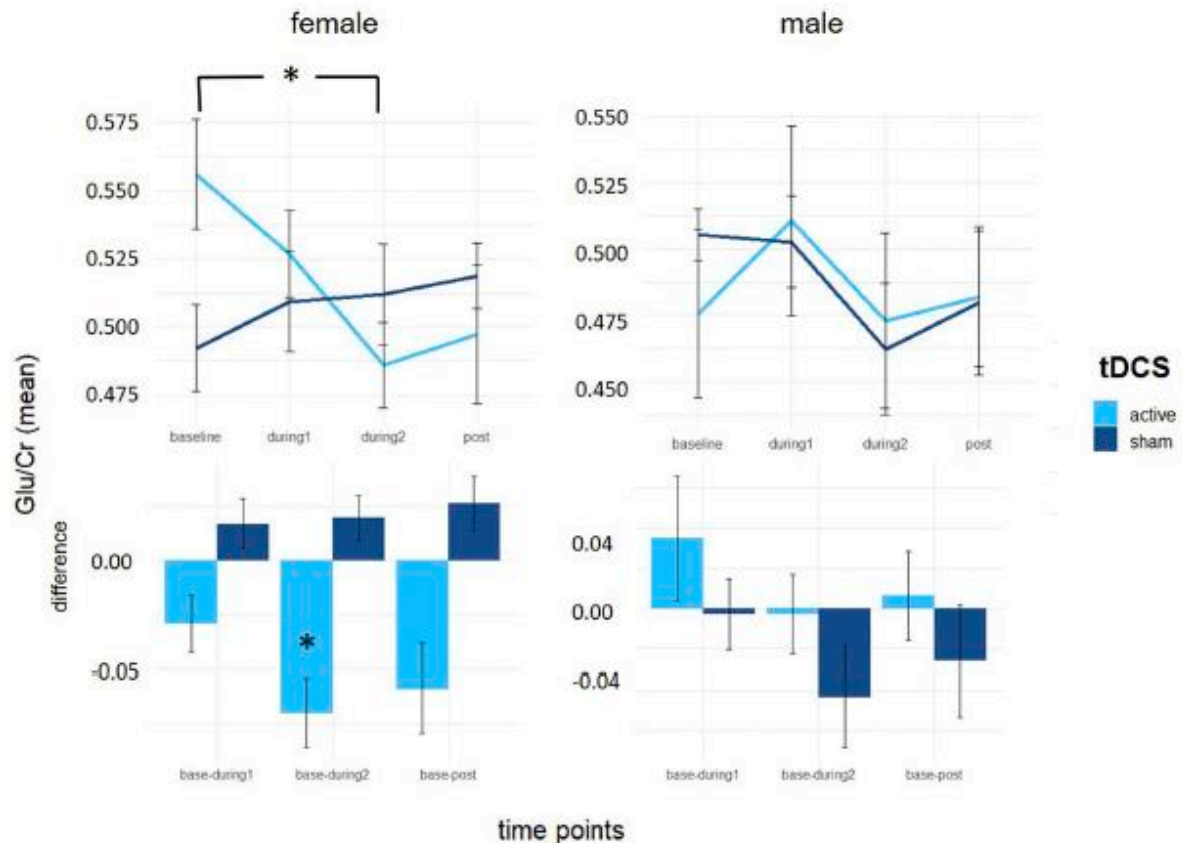 female
male
*
0.575
0.550
0.525
0.500
0.475
baseline
during1
during2
post
0.550
0.525
0.500
0.475
0.450
baseline
during1
during2
post
Glu/Cr (mean)
difference
0.00
-0.05
*
base-during1
base-during2
base-post
0.04
0.00
-0.04
base-during1
base-during2
base-post
time points
tDCS
active
sham